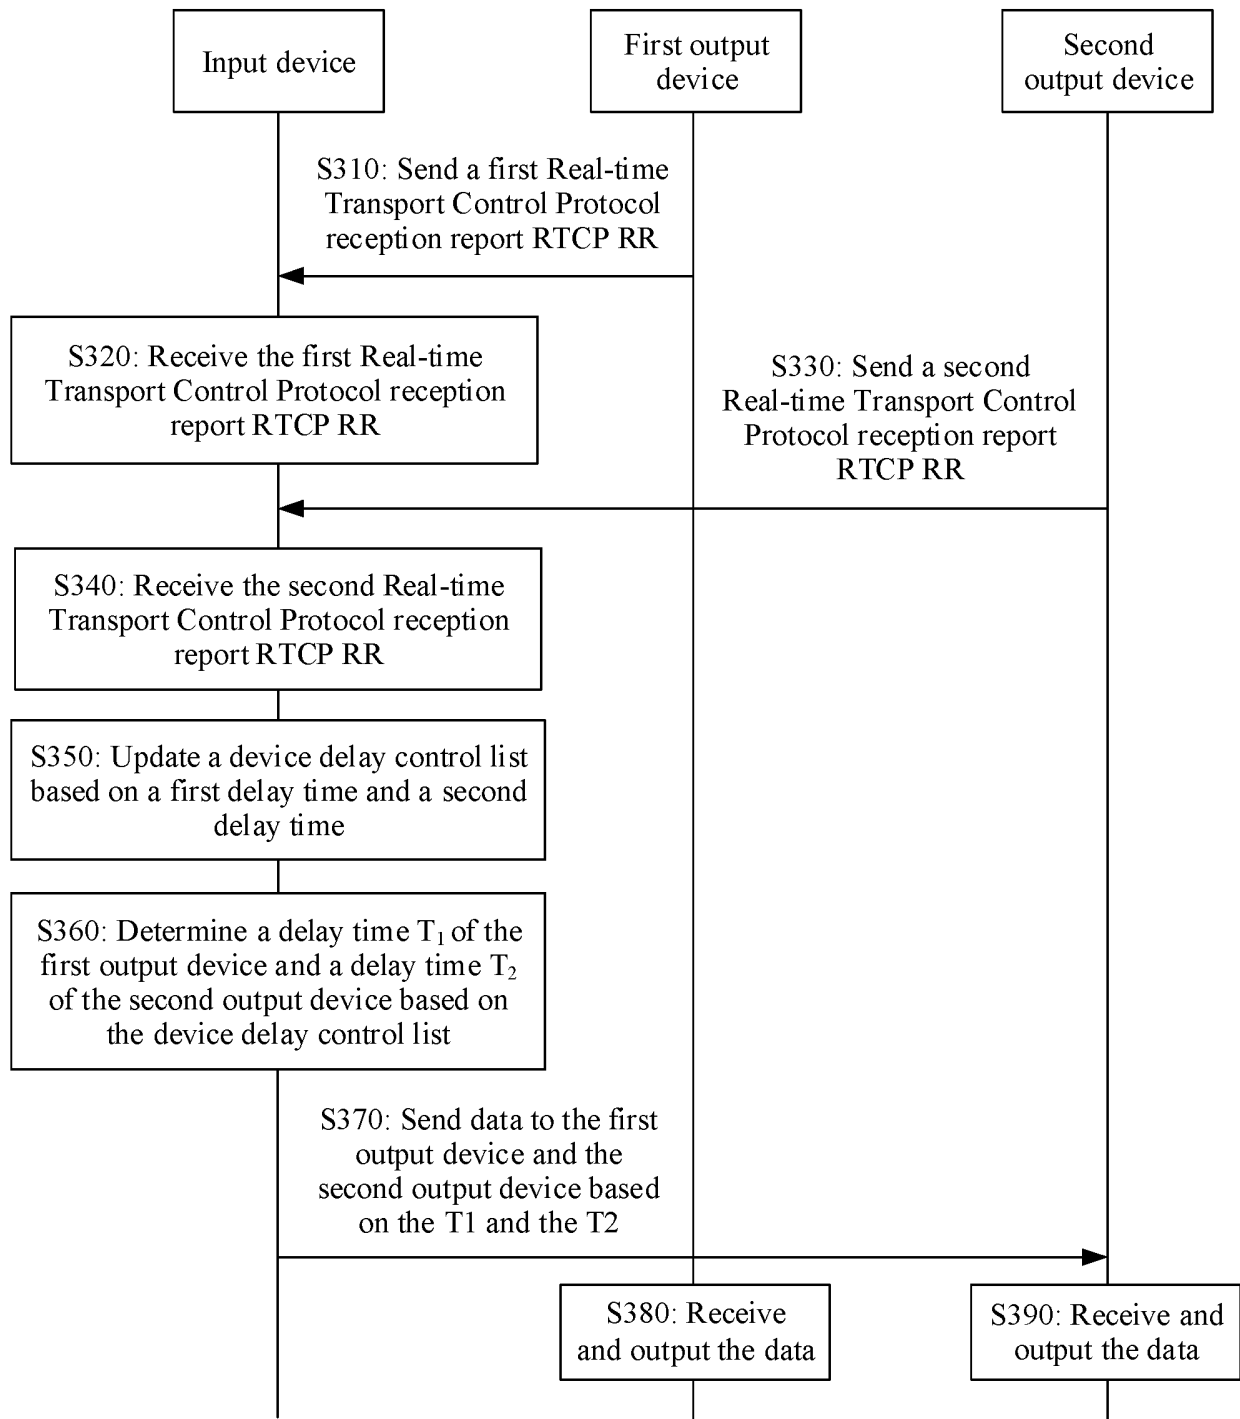 Input device
First output
device
Second
output device
S310: Send a first Real-time
Transport Control Protocol
reception report RTCP RR
S320: Receive the first Real-time
Transport Control Protocol reception
report RTCP RR
S330: Send a second
Real-time Transport Control
Protocol reception report
RTCP RR
S340: Receive the second Real-time
Transport Control Protocol reception
report RTCP RR
S350: Update a device delay control list
based on a first delay time and a second
delay time
S360: Determine a delay time T₁ of the
first output device and a delay time T₂
of the second output device based on
the device delay control list
S370: Send data to the first
output device and the
second output device based
on the T1 and the T2
S380: Receive
and output the data
S390: Receive and
output the data